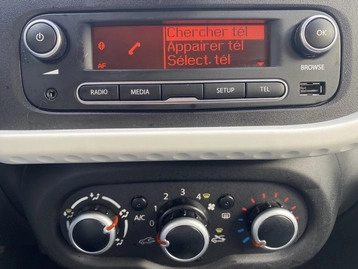 Chercher tél
Appairer tél
Sélect. tél
AF
OK
BROWSE
RADIO
MEDIA
SETUP
TEL
A/C
0
1
2
3
4